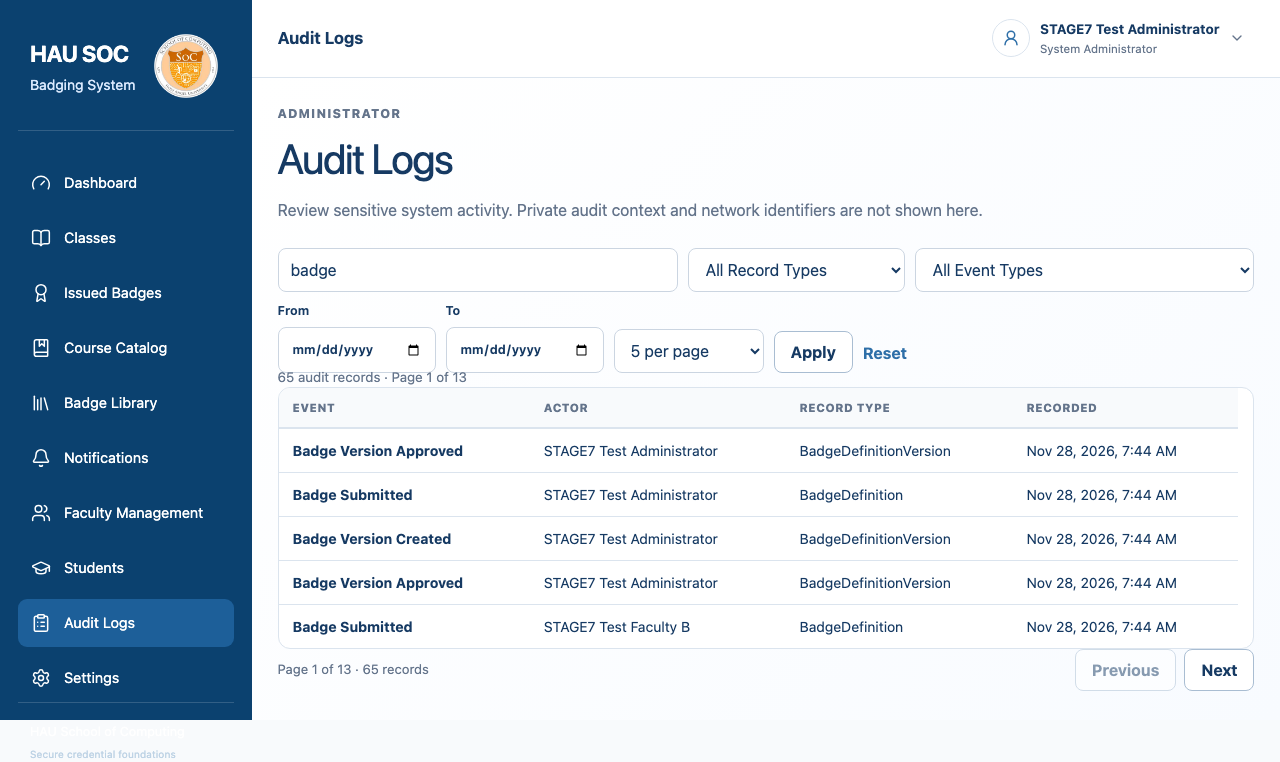 HAU SOC
Badging System
SoC
Dashboard
Classes
Issued Badges
Course Catalog
Badge Library
Notifications
Faculty Management
Students
Audit Logs
Settings
HAU School of Computing
Secure credential foundations
Audit Logs
STAGE7 Test Administrator
System Administrator
ADMINISTRATOR
Audit Logs
Review sensitive system activity. Private audit context and network identifiers are not shown here.
badge All Record Types All Event Types
From To
mm/dd/yyyy mm/dd/yyyy 5 per page Apply Reset
65 audit records · Page 1 of 13
EVENT ACTOR RECORD TYPE RECORDED
Badge Version Approved STAGE7 Test Administrator BadgeDefinitionVersion Nov 28, 2026, 7:44 AM
Badge Submitted STAGE7 Test Administrator BadgeDefinition Nov 28, 2026, 7:44 AM
Badge Version Created STAGE7 Test Administrator BadgeDefinitionVersion Nov 28, 2026, 7:44 AM
Badge Version Approved STAGE7 Test Administrator BadgeDefinitionVersion Nov 28, 2026, 7:44 AM
Badge Submitted STAGE7 Test Faculty B BadgeDefinition Nov 28, 2026, 7:44 AM
Page 1 of 13 · 65 records Previous Next